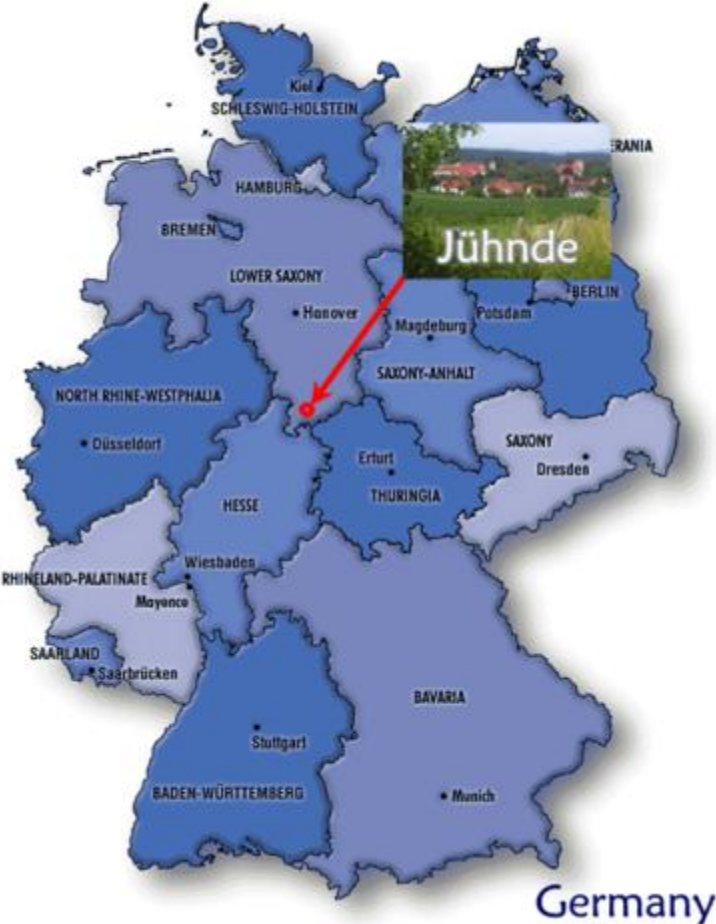 Kiel
SCHLESWIG-HOLSTEIN
ERANIA
HAMBURG
BREMEN
Jühnde
LOWER SAXONY
BERLIN
Hanover
Potsdam
Magdeburg
SAXONY-ANHALT
NORTH RHINE-WESTPHALIA
Düsseldorf
SAXONY
Erfurt
Dresden
THURINGIA
HESSE
Wiesbaden
RHINELAND-PALATINATE
Mayence
SAARLAND
Saarbrücken
BAVARIA
Stuttgart
BADEN-WÜRTTEMBERG
Munich
Germany